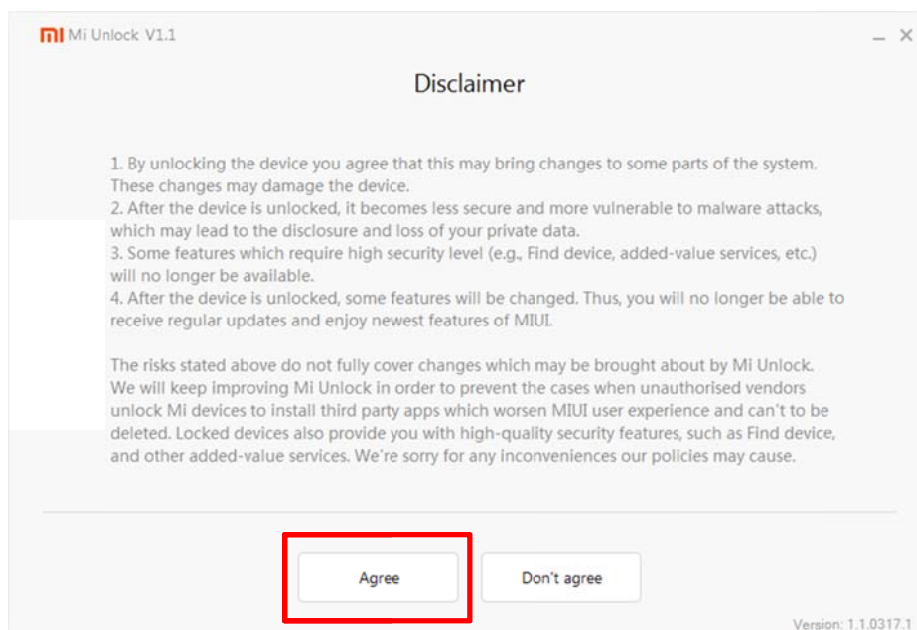 Mi Unlock V1.1
Disclaimer
1. By unlocking the device you agree that this may bring changes to some parts of the system.
These changes may damage the device.
2. After the device is unlocked, it becomes less secure and more vulnerable to malware attacks,
which may lead to the disclosure and loss of your private data.
3. Some features which require high security level (e.g., Find device, added-value services, etc.)
will no longer be available.
4. After the device is unlocked, some features will be changed. Thus, you will no longer be able to
receive regular updates and enjoy newest features of MIUI.
The risks stated above do not fully cover changes which may be brought about by Mi Unlock.
We will keep improving Mi Unlock in order to prevent the cases when unauthorised vendors
unlock Mi devices to install third party apps which worsen MIUI user experience and can't to be
deleted. Locked devices also provide you with high-quality security features, such as Find device,
and other added-value services. We're sorry for any inconveniences our policies may cause.
Agree
Don't agree
Version: 1.1.0317.1